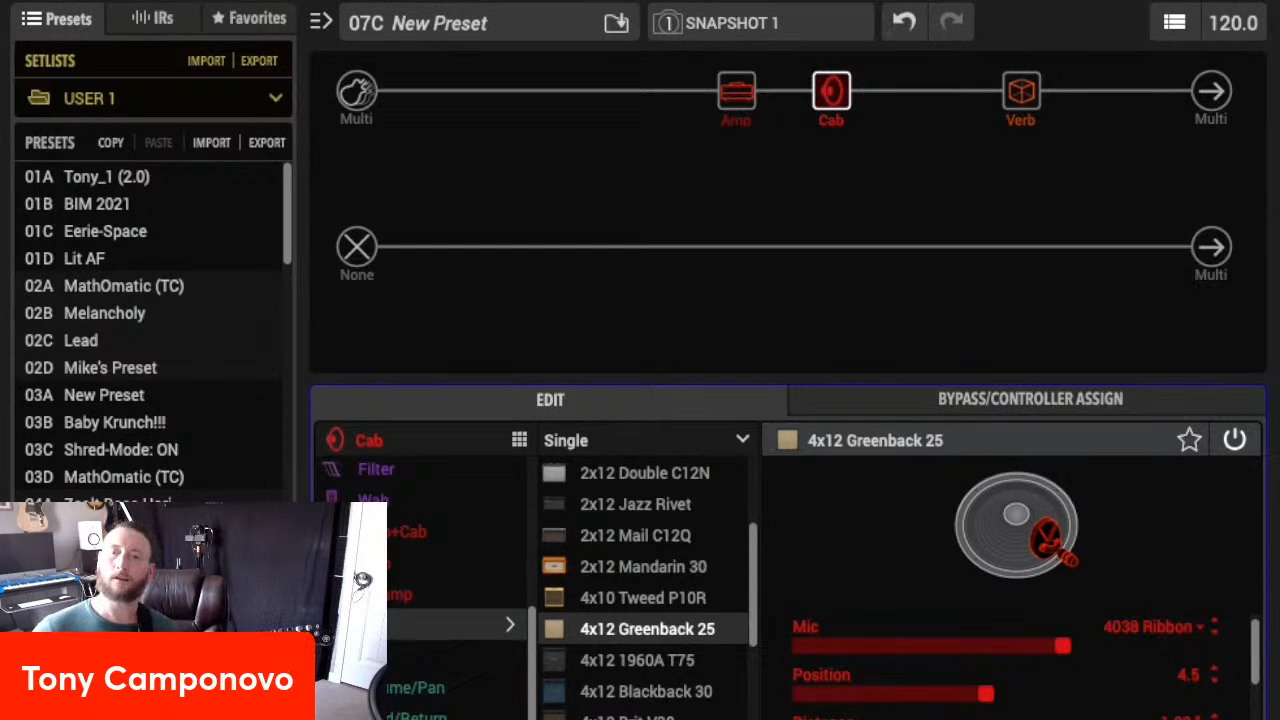 Presets
IRs
Favorites
07C New Preset
1
SNAPSHOT 1
120.0
SETLISTS
IMPORT
EXPORT
USER 1
PRESETS
COPY
PASTE
IMPORT
EXPORT
Multi
Amp
Cab
Verb
Multi
None
Multi
01A Tony_1 (2.0)
01B BIM 2021
01C Eerie-Space
01D Lit AF
02A MathOmatic (TC)
02B Melancholy
02C Lead
02D Mike's Preset
03A New Preset
03B Baby Krunch!!!
03C Shred-Mode: ON
03D MathOmatic (TC)
EDIT
BYPASS/CONTROLLER ASSIGN
Cab
Filter
Wah
+Cab
Single
2x12 Double C12N
2x12 Jazz Rivet
2x12 Mail C12Q
2x12 Mandarin 30
4x10 Tweed P10R
4x12 Greenback 25
4x12 1960A T75
4x12 Blackback 30
4x12 Greenback 25
Mic
4038 Ribbon
Position
4.5
Tony Camponovo